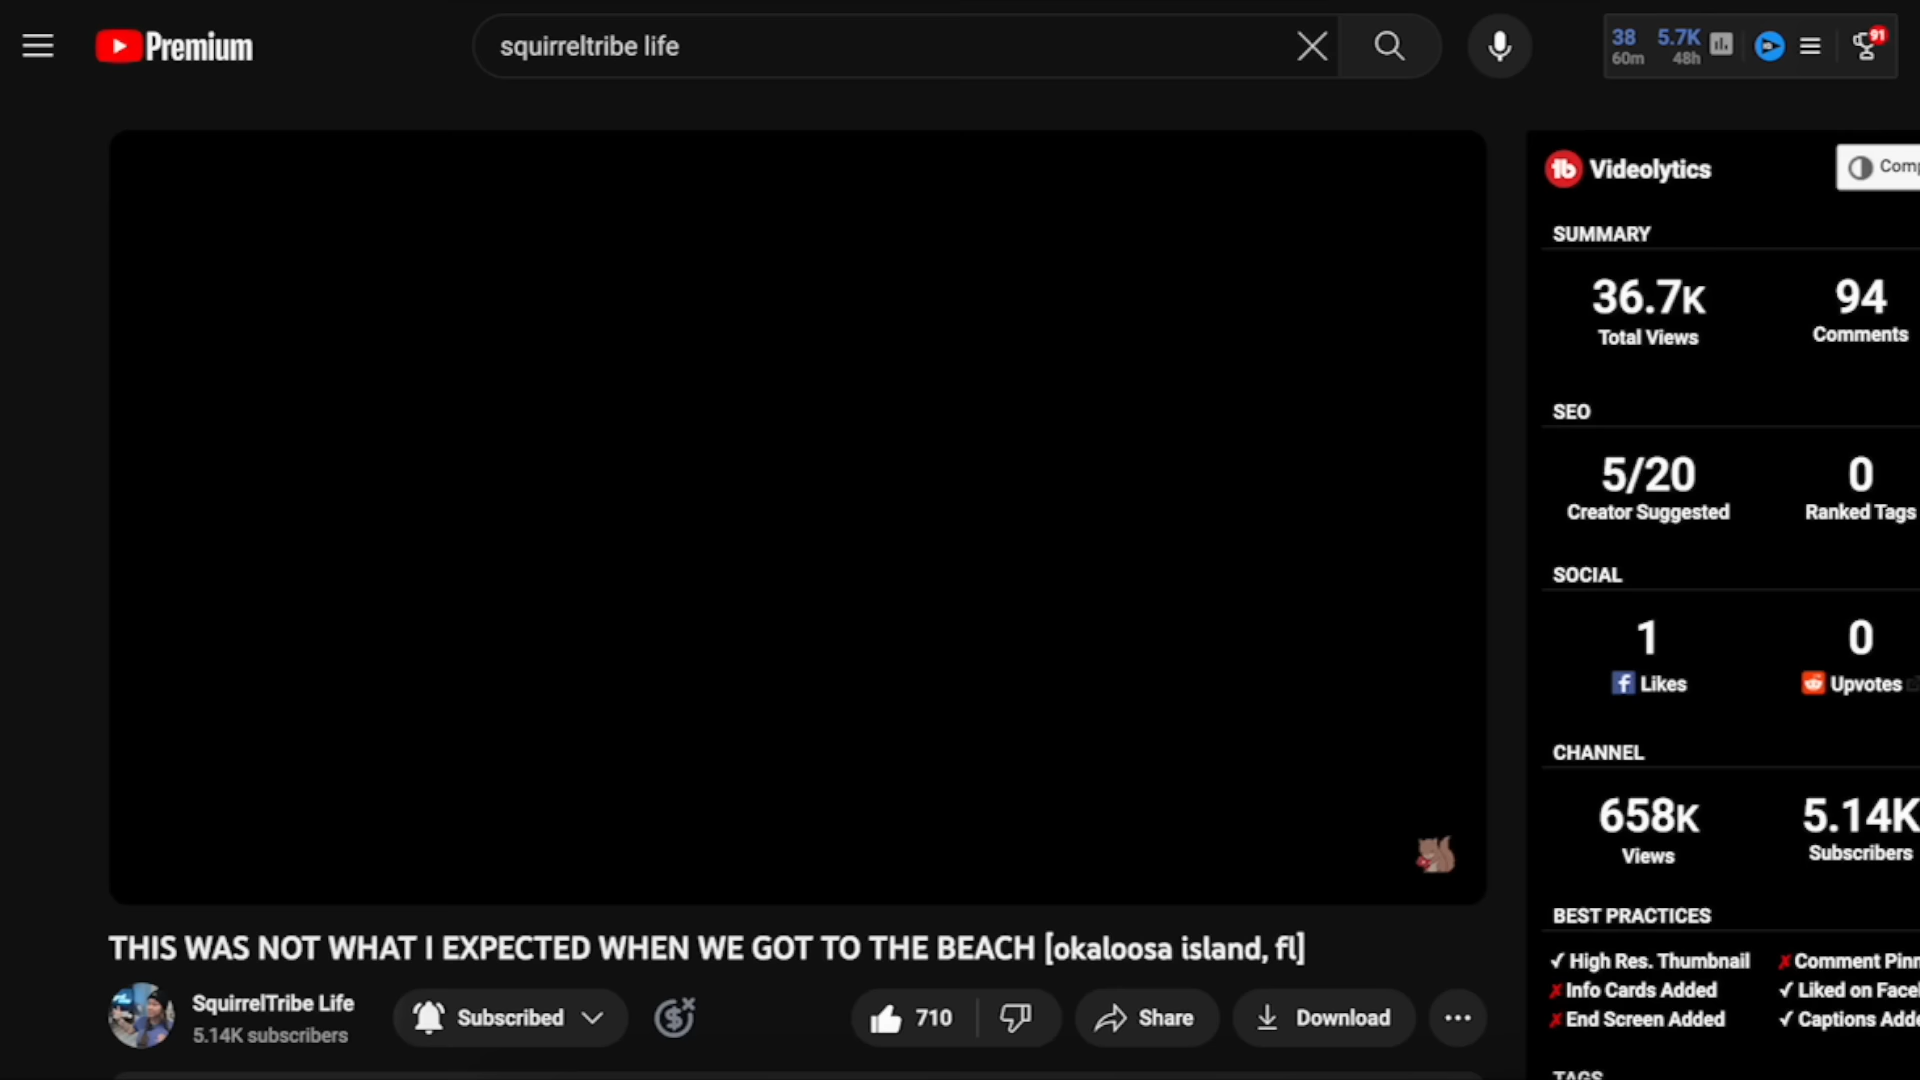 Premium
squirreltribe life
38 5.7K
60m 48h
91
Videolytics
SUMMARY
36.7K 94
Total Views Comments
SEO
5/20 0
Creator Suggested Ranked Tags
SOCIAL
1 0
Likes Upvotes
CHANNEL
658K 5.14K
Views Subscribers
BEST PRACTICES
✓ High Res. Thumbnail ✗ Comment Pinn
✗ Info Cards Added ✓ Liked on Facel
✗ End Screen Added ✓ Captions Adde
TAGS
THIS WAS NOT WHAT I EXPECTED WHEN WE GOT TO THE BEACH [okaloosa island, fl]
SquirrelTribe Life
5.14K subscribers
Subscribed
710
Share
Download